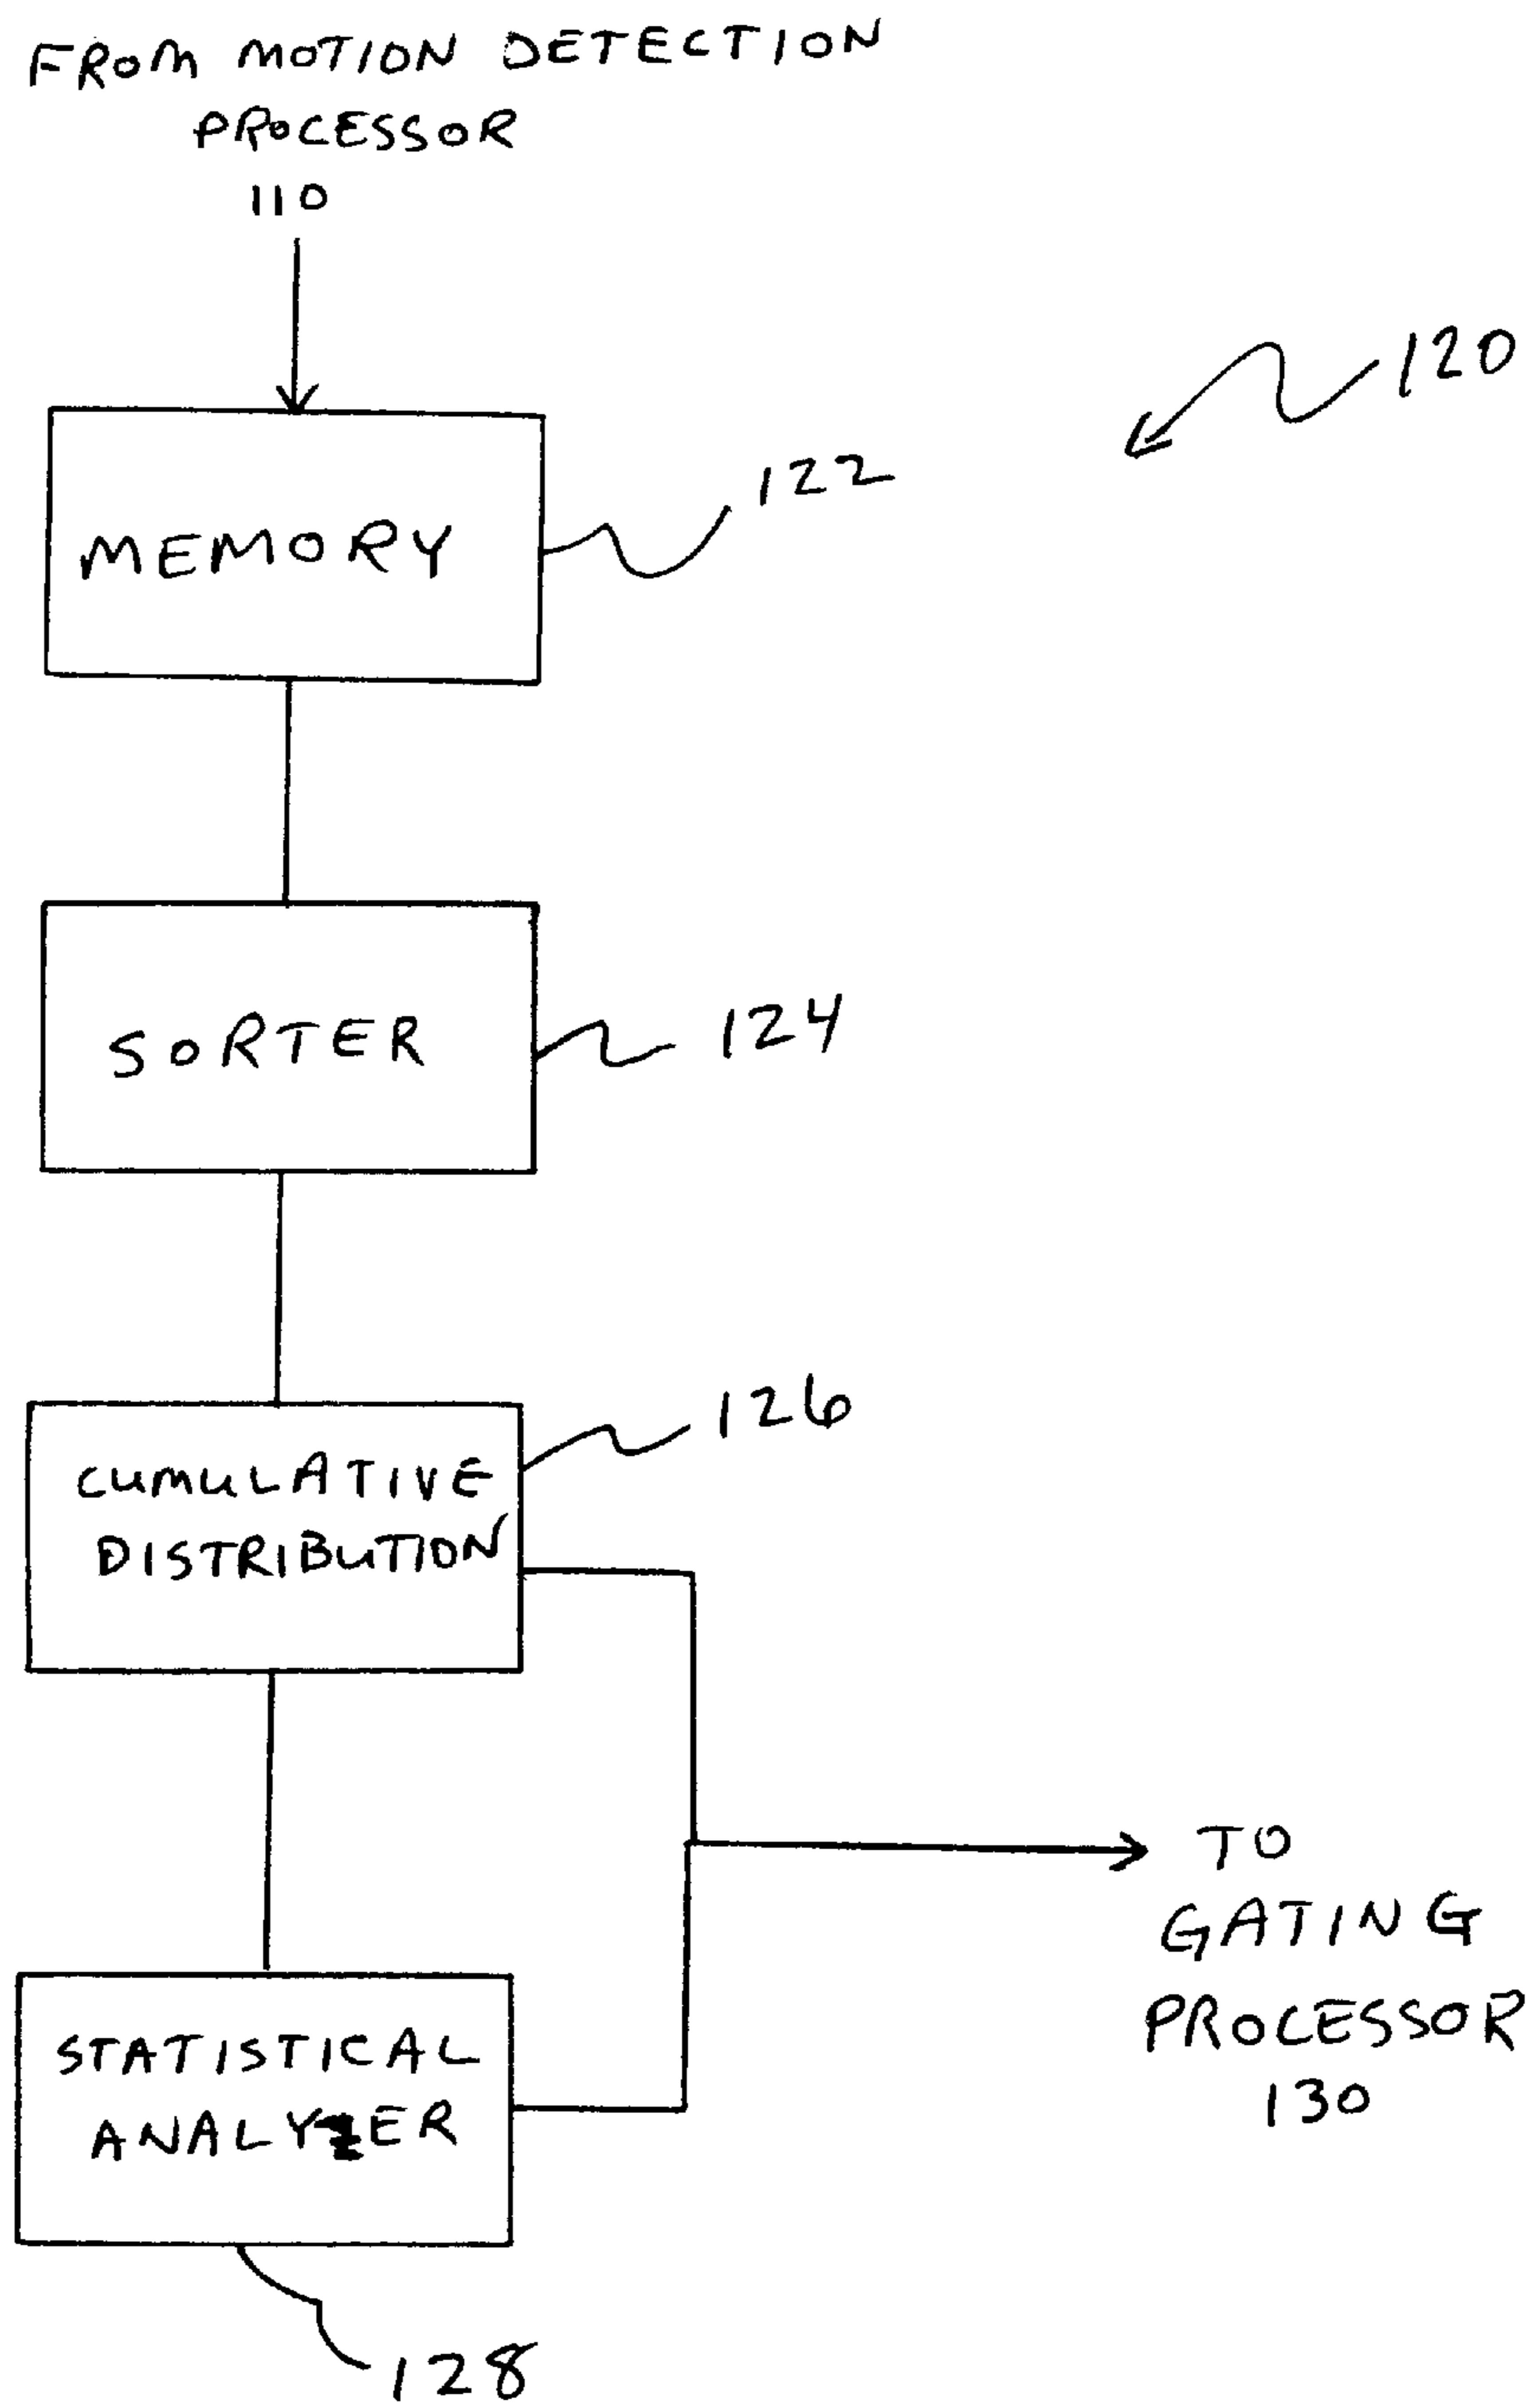 FROM MOTION DETECTION
PROCESSOR
110
120
MEMORY
122
SORTER
124
126
CUMULATIVE
DISTRIBUTION
TO
GATING
PROCESSOR
130
STATISTICAL
ANALYZER
128